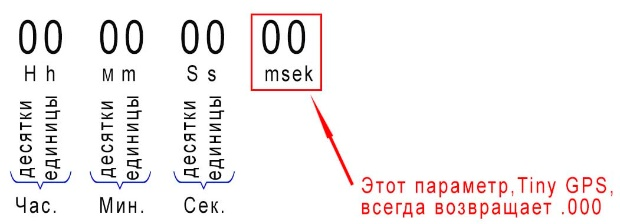 00 00 00 00
H h м m S s msek
десятки единицы десятки единицы десятки единицы
Час. Мин. Сек.
Этот параметр,Tiny GPS,
всегда возвращает .000